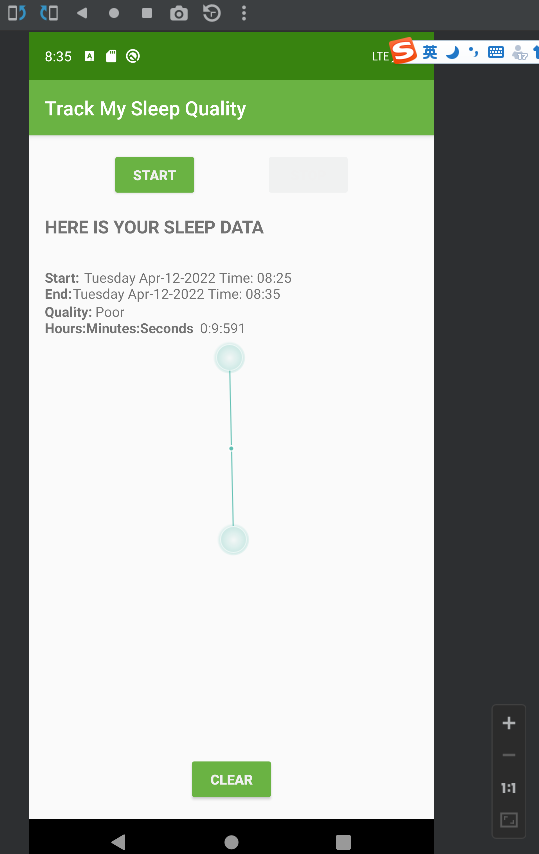 8:35 A LTE S 英
12
Track My Sleep Quality
START
HERE IS YOUR SLEEP DATA
Start: Tuesday Apr-12-2022 Time: 08:25
End:Tuesday Apr-12-2022 Time: 08:35
Quality: Poor
Hours:Minutes:Seconds 0:9:591
CLEAR
1:1